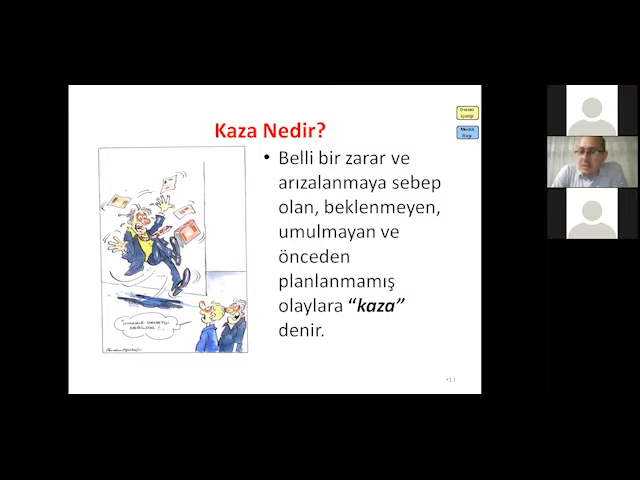 Kaza Nedir?
• Belli bir zarar ve
arızalanmaya sebep
olan, beklenmeyen,
umulmayan ve
önceden
planlanmamış
olaylara “kaza”
denir.